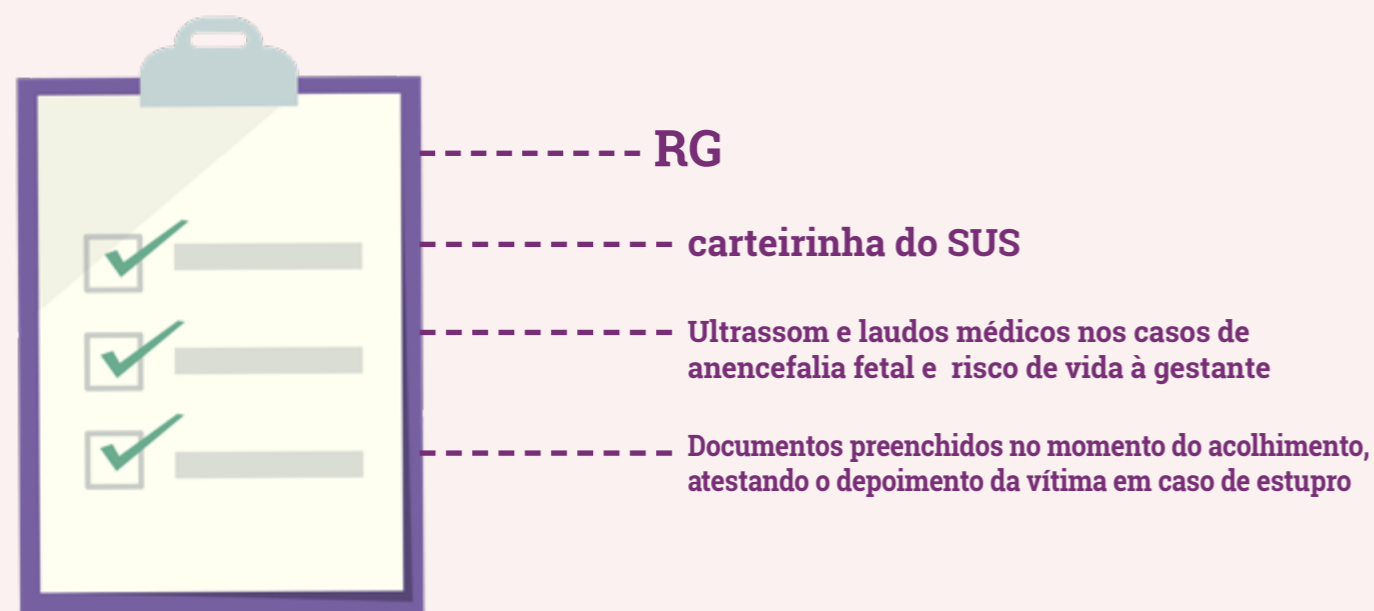 RG
carteirinha do SUS
Ultrassom e laudos médicos nos casos de
anencefalia fetal e risco de vida à gestante
Documentos preenchidos no momento do acolhimento,
atestando o depoimento da vítima em caso de estupro